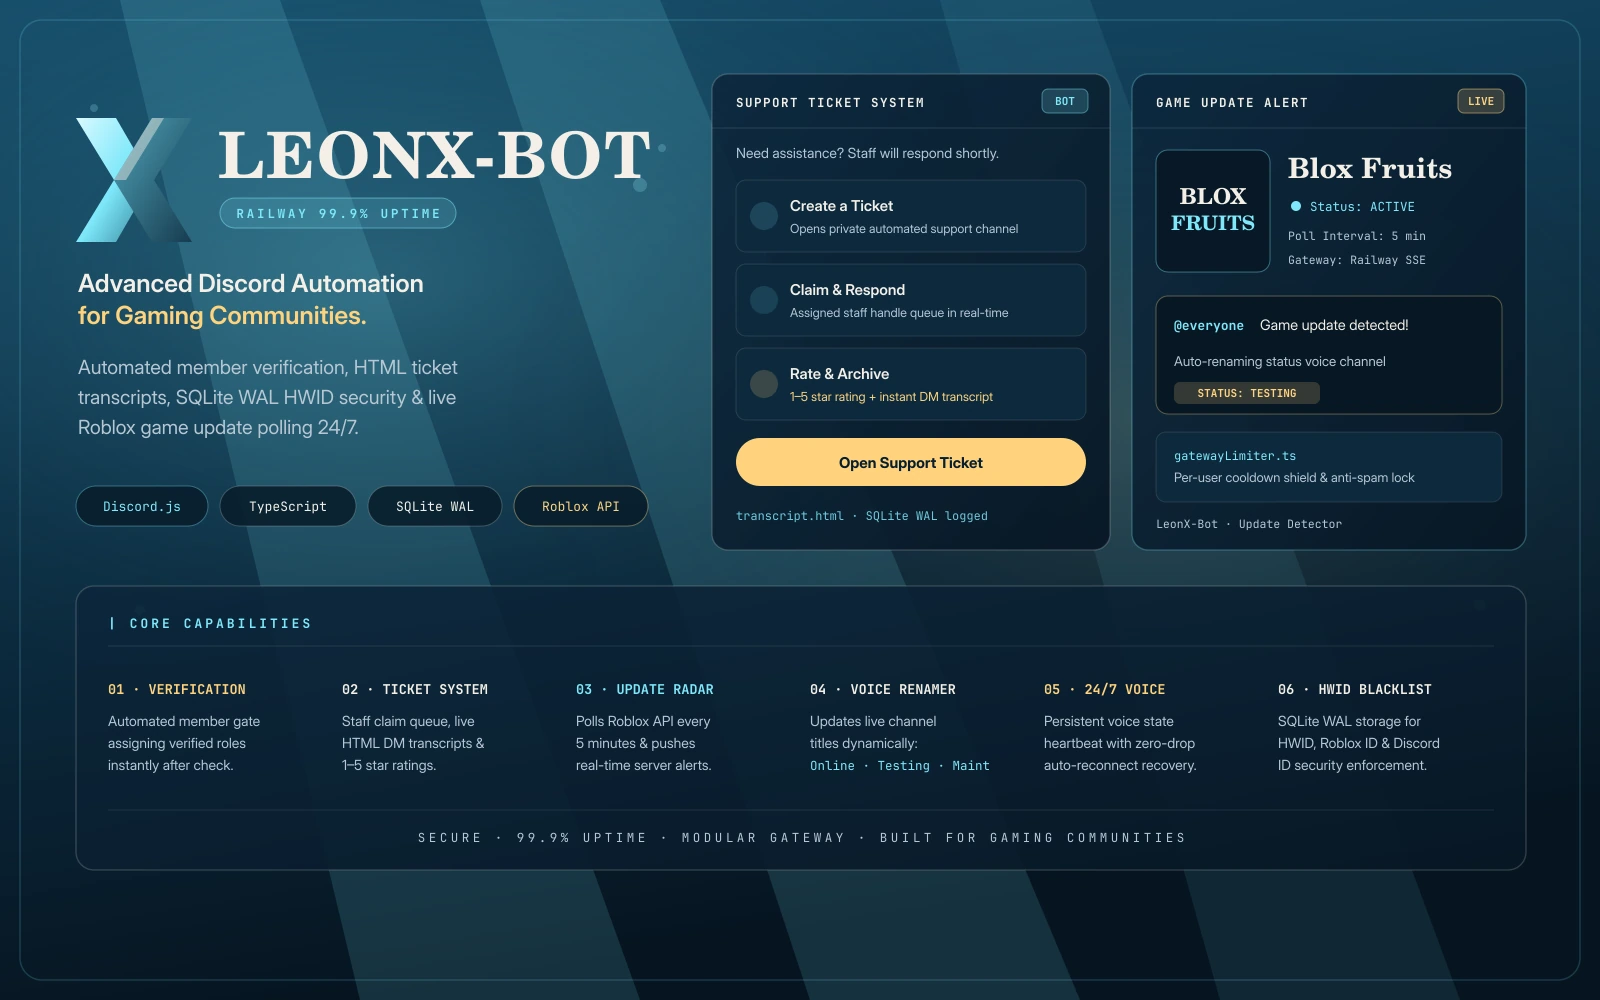 LEONX-BOT
RAILWAY 99.9% UPTIME
Advanced Discord Automation
for Gaming Communities.
Automated member verification, HTML ticket
transcripts, SQLite WAL HWID security & live
Roblox game update polling 24/7.
Discord.js
TypeScript
SQLite WAL
Roblox API
SUPPORT TICKET SYSTEM
BOT
Need assistance? Staff will respond shortly.
Create a Ticket
Opens private automated support channel
Claim & Respond
Assigned staff handle queue in real-time
Rate & Archive
1–5 star rating + instant DM transcript
Open Support Ticket
transcript.html · SQLite WAL logged
GAME UPDATE ALERT
LIVE
BLOX
FRUITS
Blox Fruits
Status: ACTIVE
Poll Interval: 5 min
Gateway: Railway SSE
@everyone Game update detected!
Auto-renaming status voice channel
STATUS: TESTING
gatewayLimiter.ts
Per-user cooldown shield & anti-spam lock
LeonX-Bot · Update Detector
| CORE CAPABILITIES
01 · VERIFICATION
Automated member gate
assigning verified roles
instantly after check.
02 · TICKET SYSTEM
Staff claim queue, live
HTML DM transcripts &
1–5 star ratings.
03 · UPDATE RADAR
Polls Roblox API every
5 minutes & pushes
real-time server alerts.
04 · VOICE RENAMER
Updates live channel
titles dynamically:
Online · Testing · Maint
05 · 24/7 VOICE
Persistent voice state
heartbeat with zero-drop
auto-reconnect recovery.
06 · HWID BLACKLIST
SQLite WAL storage for
HWID, Roblox ID & Discord
ID security enforcement.
SECURE · 99.9% UPTIME · MODULAR GATEWAY · BUILT FOR GAMING COMMUNITIES